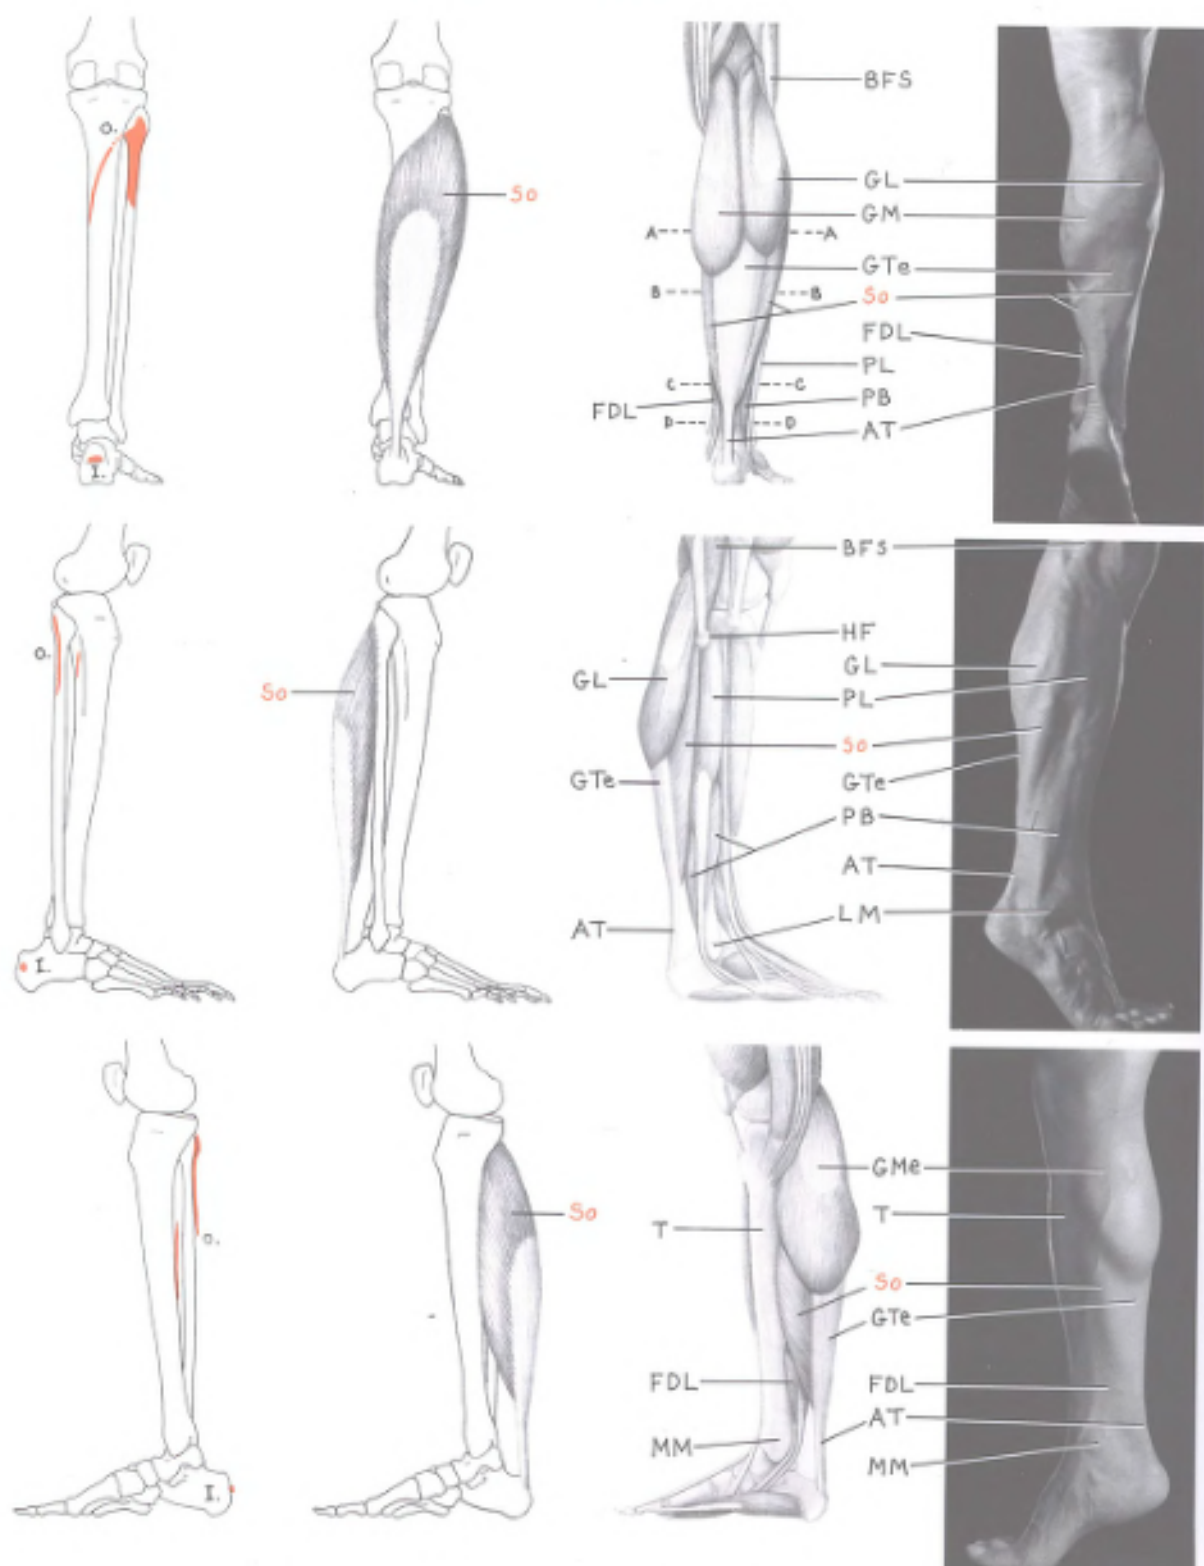 O.
I.
So
BFS
GL
GM
A
A
GTe
B
B
So
FDL
PL
C
C
PB
FDL
D
D
AT
O.
I.
So
BFS
HF
GL
GL
PL
So
GTe
GTe
PB
AT
LM
AT
O.
I.
So
GMe
T
T
So
GTe
FDL
FDL
AT
MM
MM